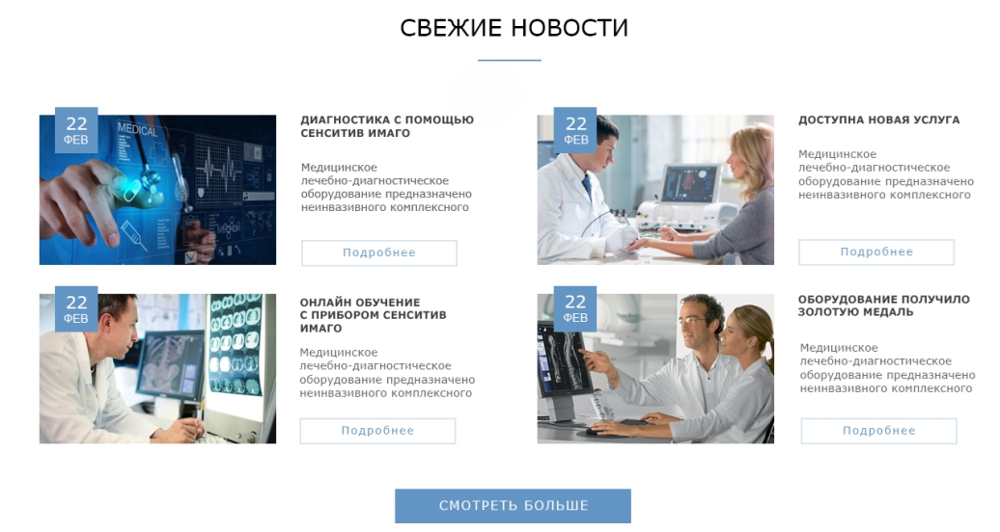 СВЕЖИЕ НОВОСТИ
22
ФЕВ
MEDICAL
ДИАГНОСТИКА С ПОМОЩЬЮ
СЕНСИТИВ ИМАГО
Медицинское
лечебно-диагностическое
оборудование предназначено
неинвазивного комплексного
Подробнее
22
ФЕВ
ДОСТУПНА НОВАЯ УСЛУГА
Медицинское
лечебно-диагностическое
оборудование предназначено
неинвазивного комплексного
Подробнее
22
ФЕВ
ОНЛАЙН ОБУЧЕНИЕ
С ПРИБОРОМ СЕНСИТИВ
ИМАГО
Медицинское
лечебно-диагностическое
оборудование предназначено
неинвазивного комплексного
Подробнее
22
ФЕВ
ОБОРУДОВАНИЕ ПОЛУЧИЛО
ЗОЛОТУЮ МЕДАЛЬ
Медицинское
лечебно-диагностическое
оборудование предназначено
неинвазивного комплексного
Подробнее
СМОТРЕТЬ БОЛЬШЕ